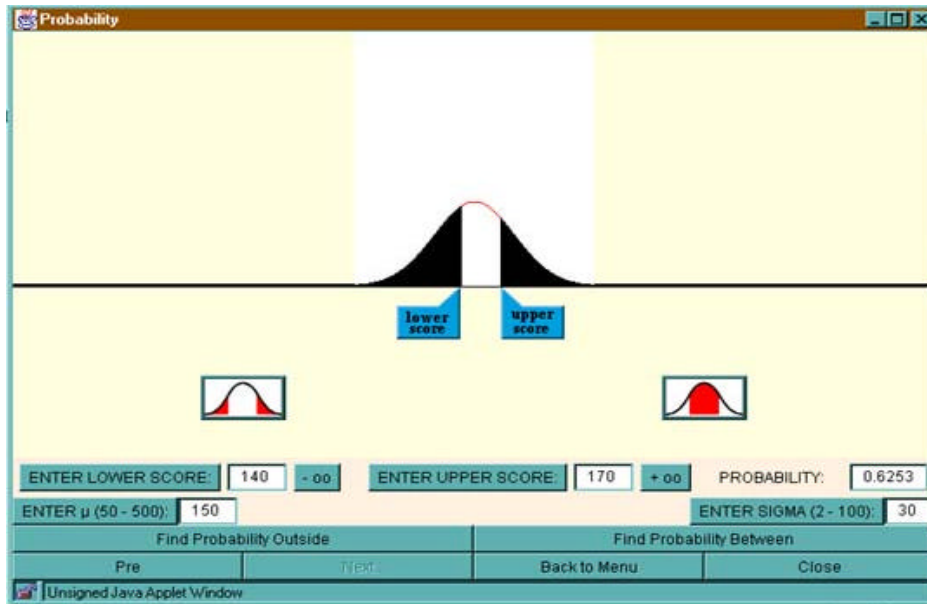 Probability
lower
score
upper
score
ENTER LOWER SCORE: 140 - oo ENTER UPPER SCORE: 170 + oo PROBABILITY: 0.6253
ENTER µ (50 - 500): 150 ENTER SIGMA (2 - 100): 30
Find Probability Outside Find Probability Between
Pre Next Back to Menu Close
Unsigned Java Applet Window